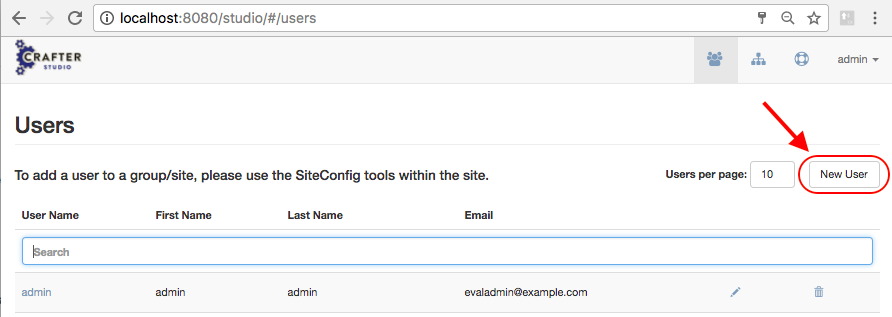 localhost:8080/studio/#/users
CRAFTER
STUDIO
admin
Users
To add a user to a group/site, please use the SiteConfig tools within the site.
Users per page: 10 New User
User Name First Name Last Name Email
Search
admin admin admin evaladmin@example.com